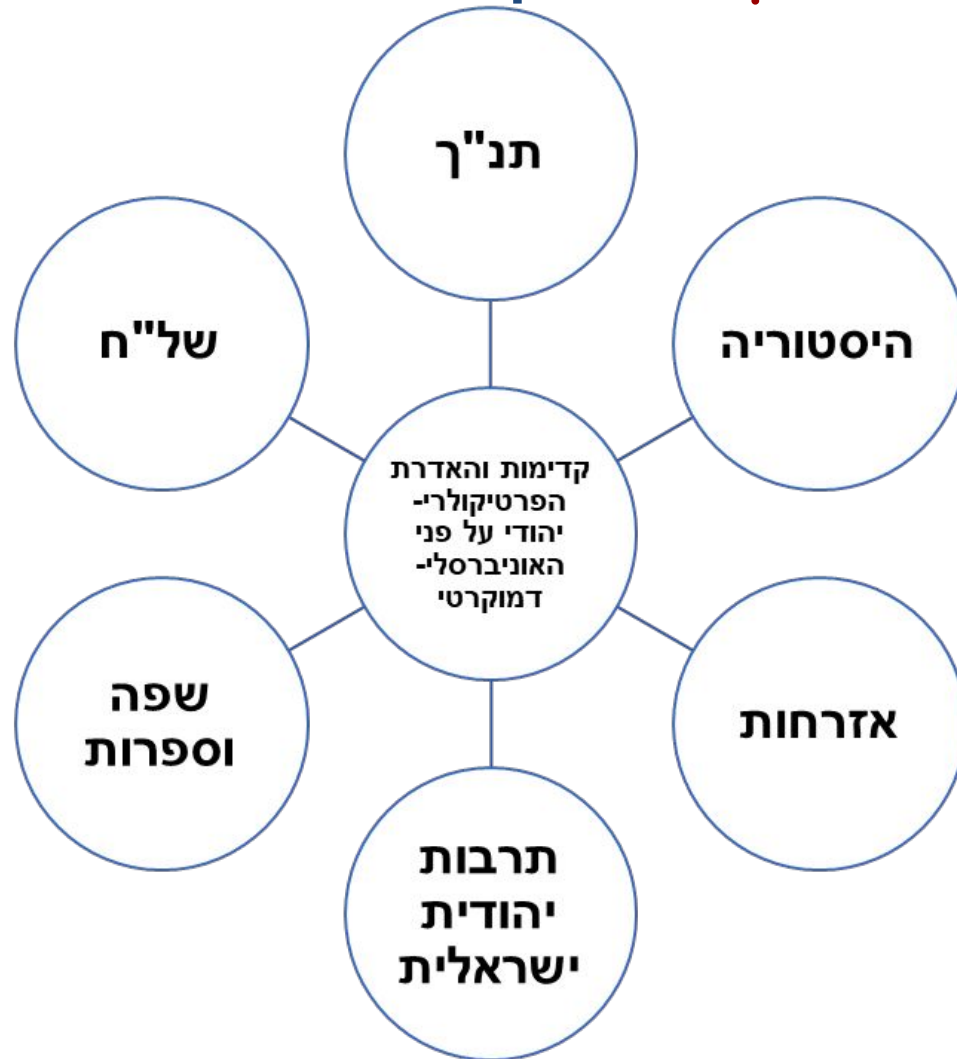 תנ"ך
היסטוריה
של"ח
קדימות והאדרת
הפרטיקולרי-
יהודי על פני
האוניברסלי-
דמוקרטי
אזרחות
שפה
וספרות
תרבות
יהודית
ישראלית